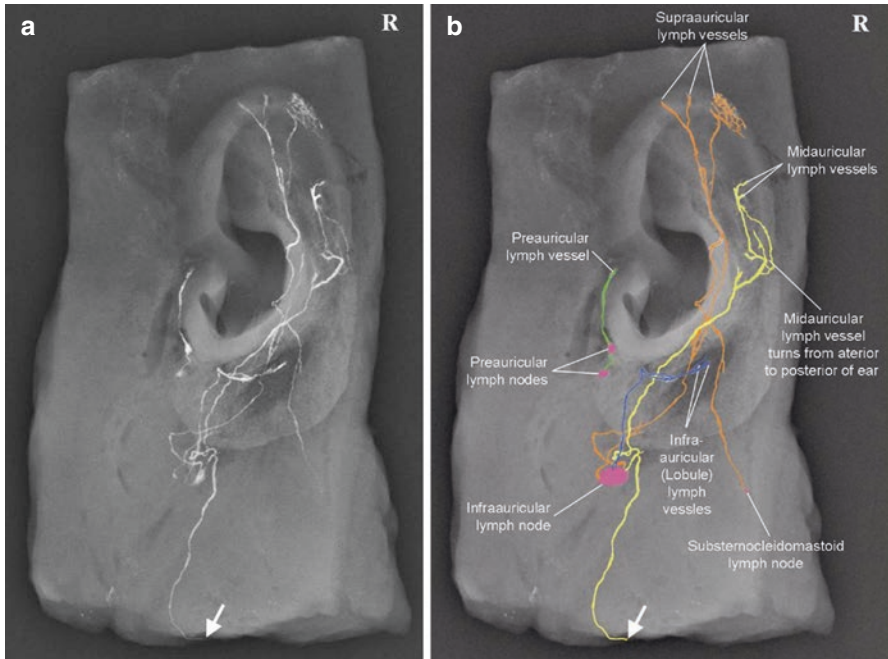 a
R
b
R
Supraauricular
lymph vessels
Midauricular
lymph vessels
Preauricular
lymph vessel
Midauricular
lymph vessel
turns from aterior
to posterior of ear
Preauricular
lymph nodes
Infra-
auricular
(Lobule)
lymph
vessles
Infraauricular
lymph node
Substernocleidomastoid
lymph node